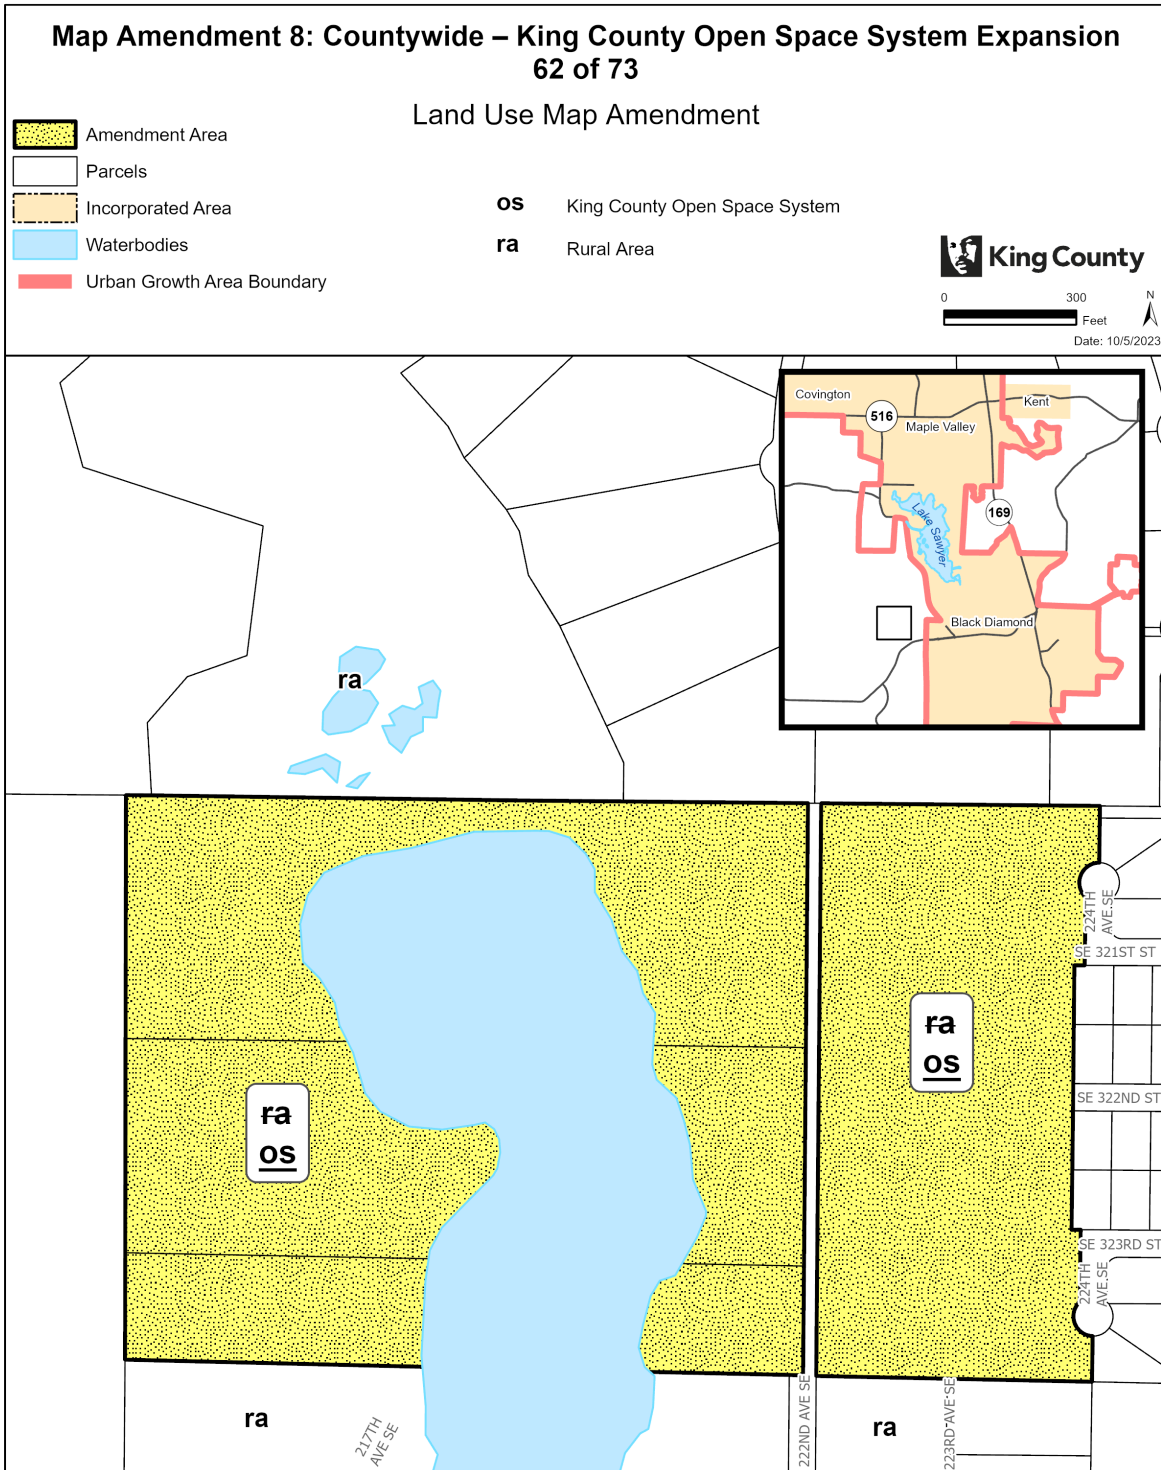 Map Amendment 8: Countywide – King County Open Space System Expansion
62 of 73
Land Use Map Amendment
Amendment Area
Parcels
Incorporated Area
Waterbodies
Urban Growth Area Boundary
os King County Open Space System
ra Rural Area
King County
0 300
Feet
N
Date: 10/5/2023
Covington
516
Kent
Maple Valley
169
Lake Sawyer
Black Diamond
ra
224TH
AVE SE
SE 321ST ST
ra
os
ra
os
SE 322ND ST
SE 323RD ST
224TH
AVE SE
ra
217TH
AVE SE
222ND AVE SE
ra
223RD AVE SE